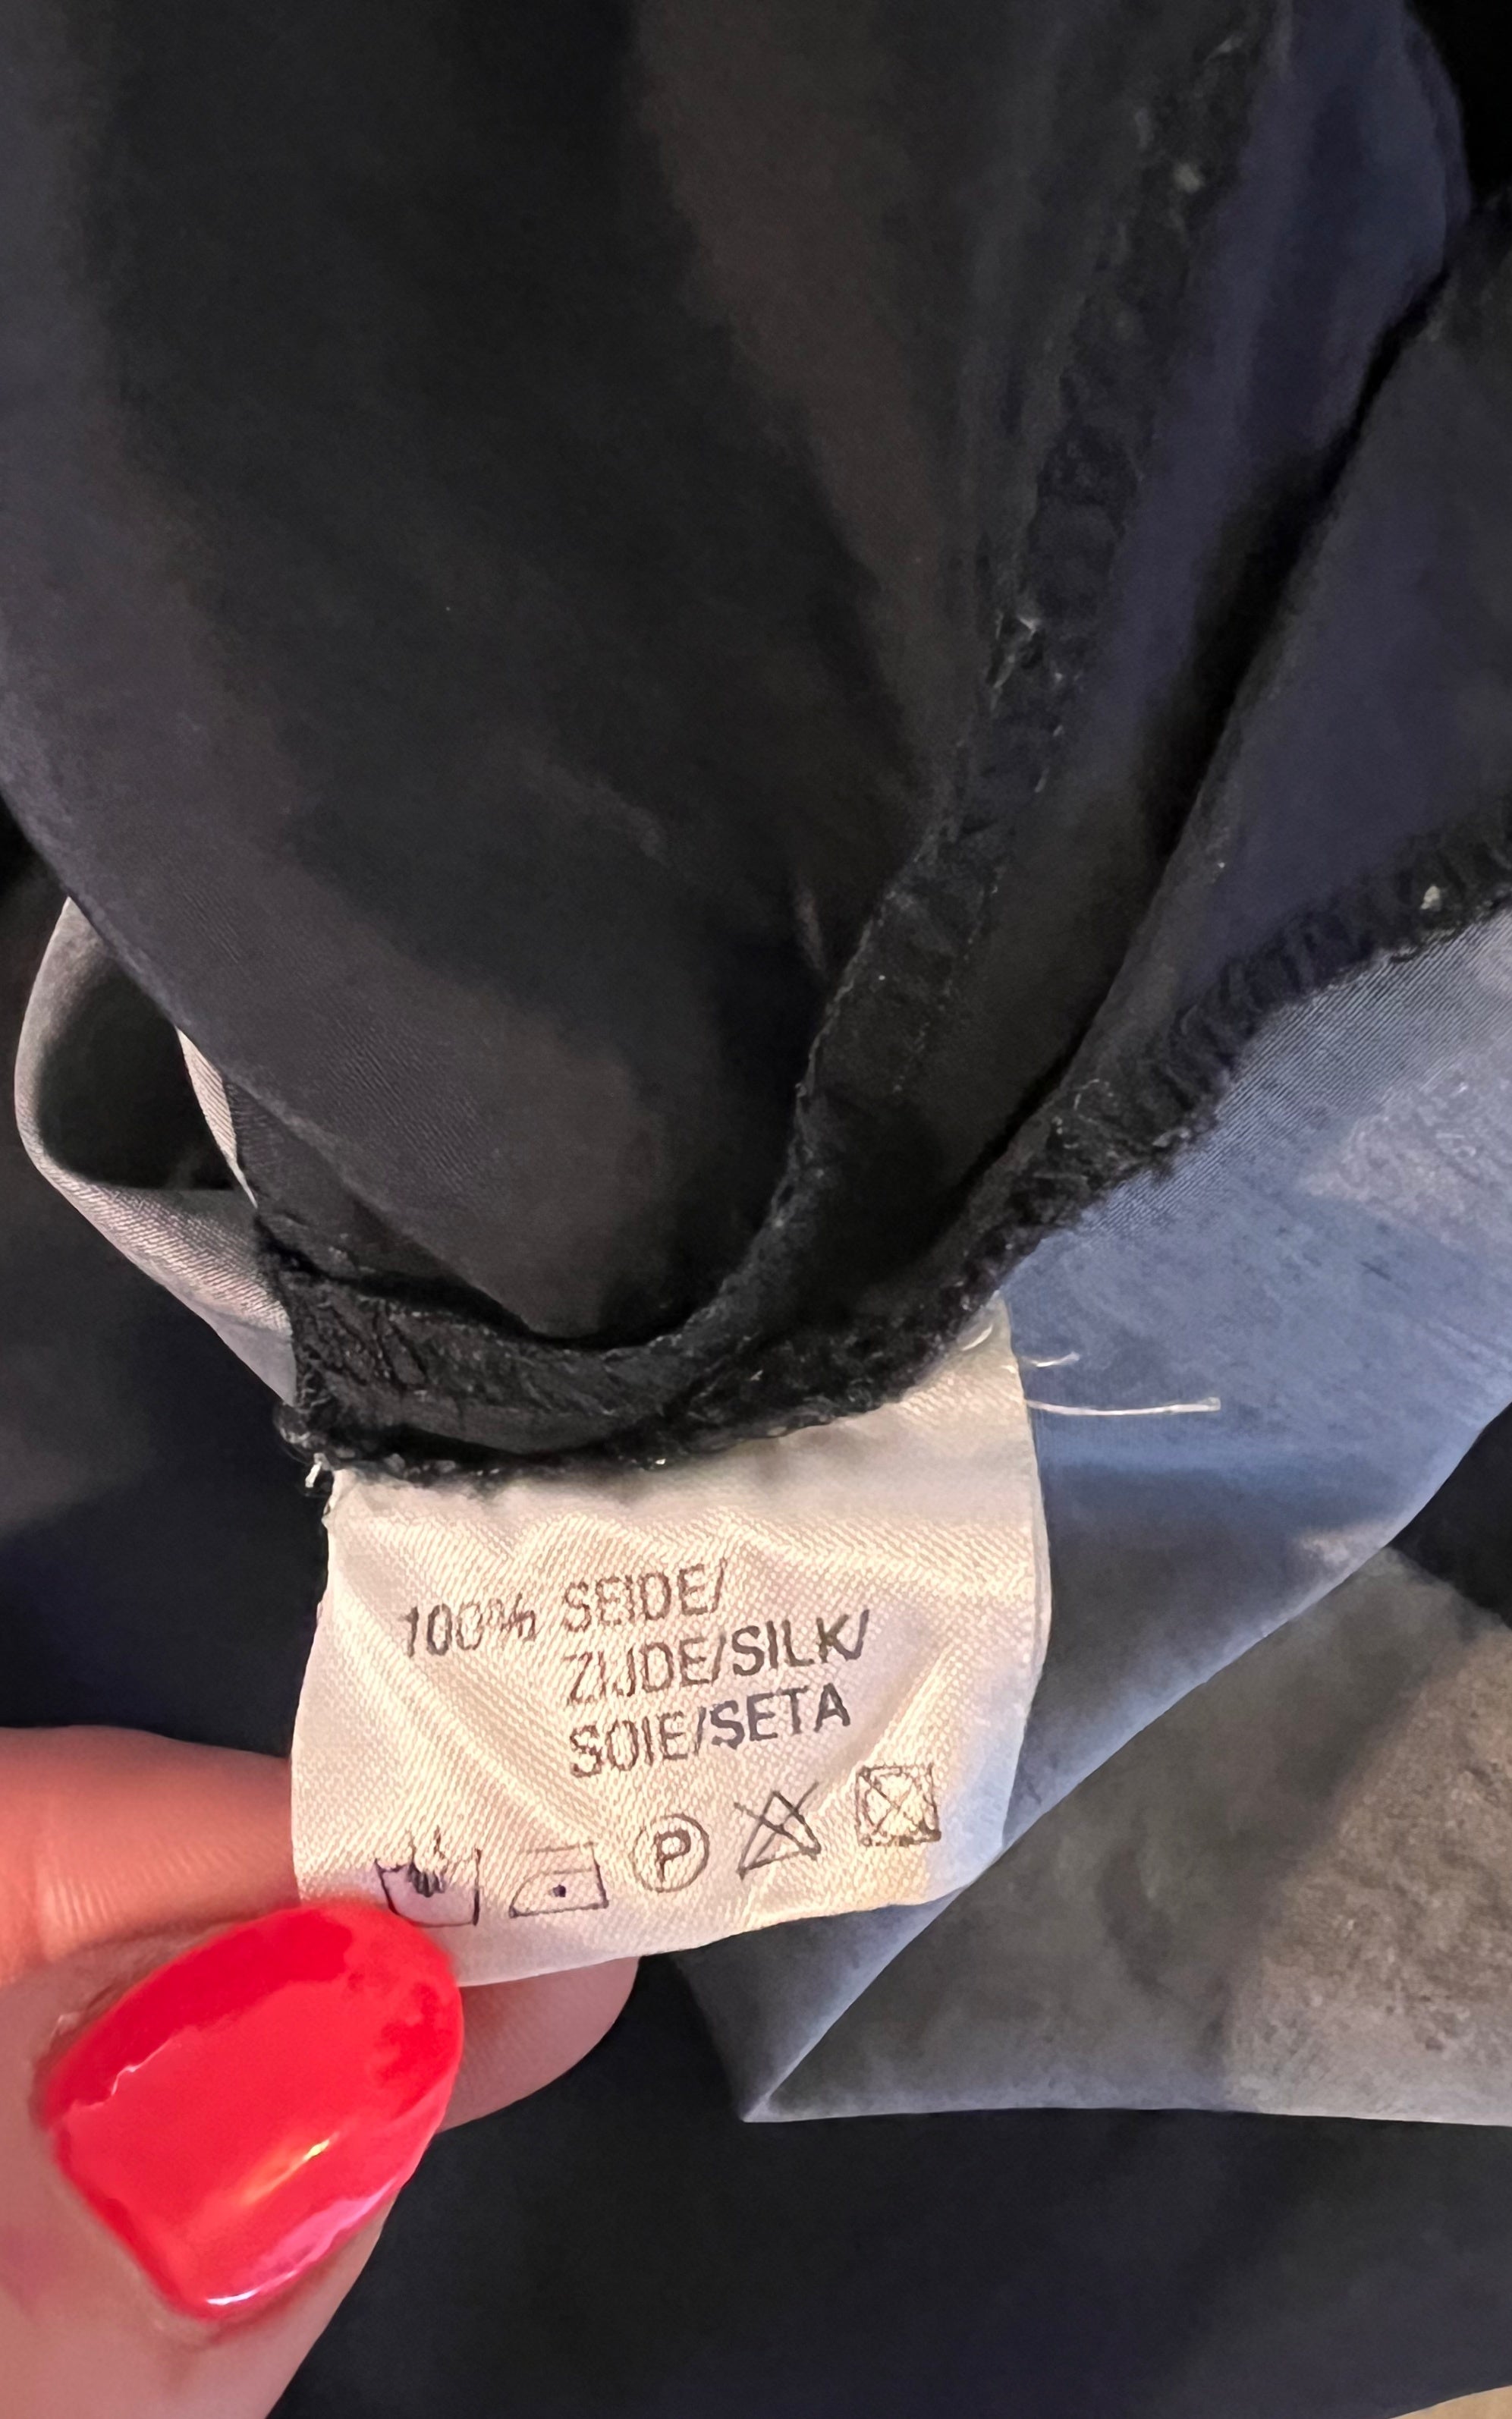 100% SEIDE/
ZIJDE/SILK/
SOIE/SETA
P